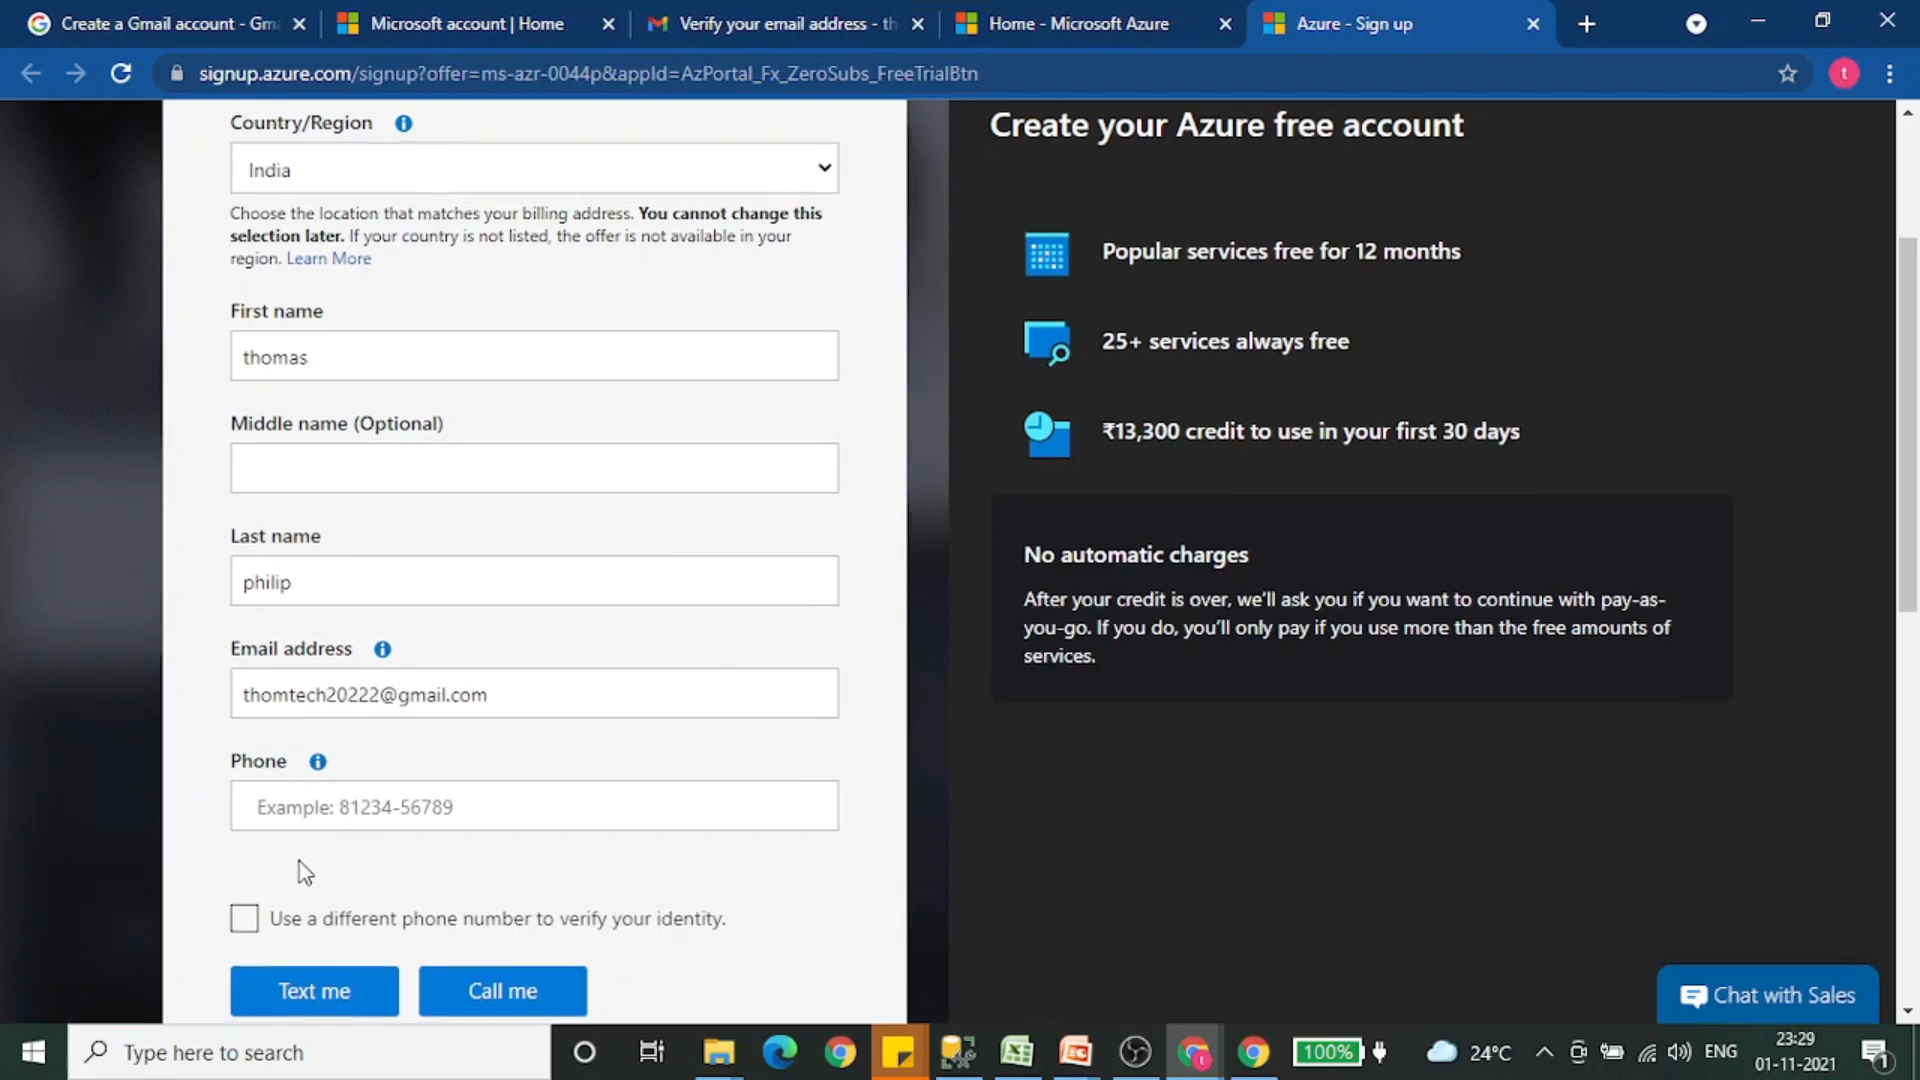 Create a Gmail account - Gm
Microsoft account | Home
Verify your email address - th
Home - Microsoft Azure
Azure - Sign up
signup.azure.com/signup?offer=ms-azr-0044p&appId=AzPortal_Fx_ZeroSubs_FreeTrialBtn
t
Country/Region
India
Choose the location that matches your billing address. You cannot change this
selection later. If your country is not listed, the offer is not available in your
region. Learn More
First name
thomas
Middle name (Optional)
Last name
philip
Email address
thomtech20222@gmail.com
Phone
Example: 81234-56789
Use a different phone number to verify your identity.
Text me
Call me
Create your Azure free account
Popular services free for 12 months
25+ services always free
₹13,300 credit to use in your first 30 days
No automatic charges
After your credit is over, we'll ask you if you want to continue with pay-as-
you-go. If you do, you'll only pay if you use more than the free amounts of
services.
Chat with Sales
Type here to search
100%
24°C
ENG
23:29
01-11-2021
1